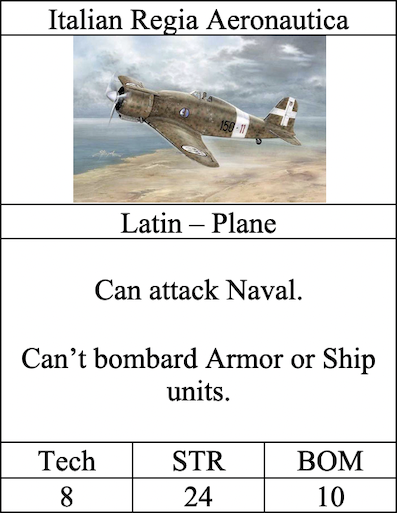 Italian Regia Aeronautica
150-11
Latin – Plane
Can attack Naval.
Can’t bombard Armor or Ship
units.
Tech STR BOM
8 24 10